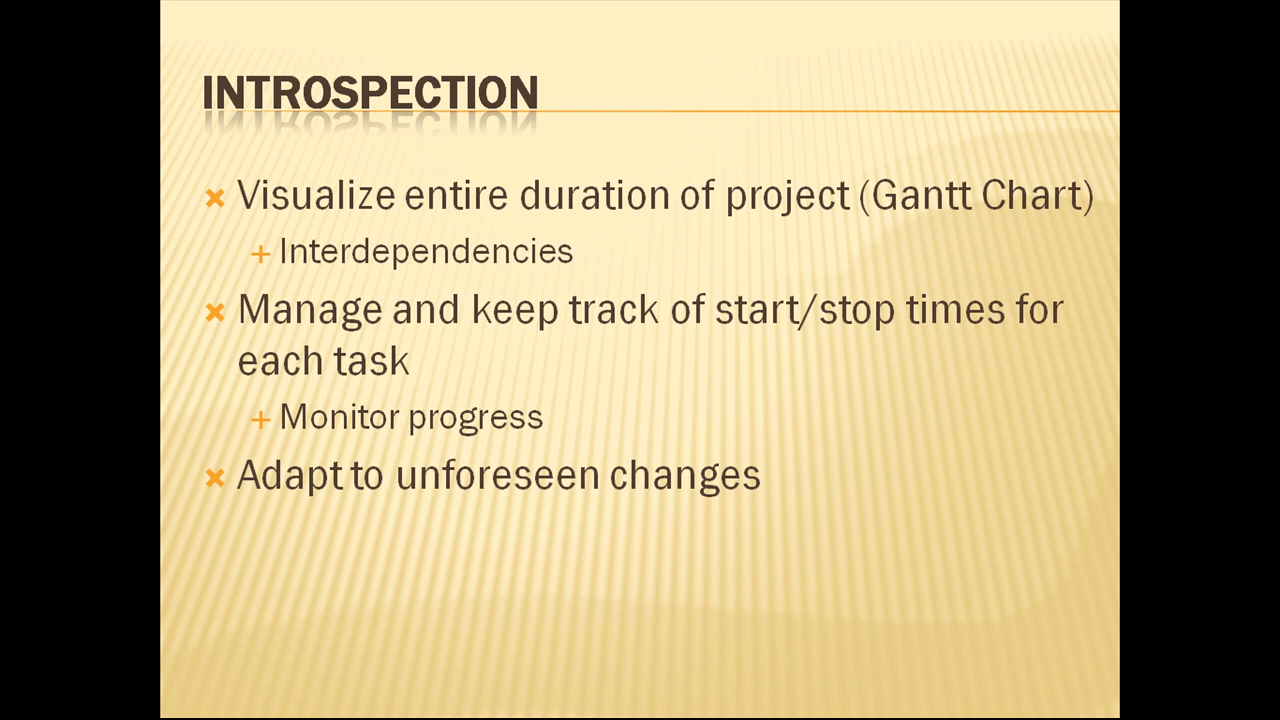 INTROSPECTION
Visualize entire duration of project (Gantt Chart)
Interdependencies
Manage and keep track of start/stop times for
each task
Monitor progress
Adapt to unforeseen changes